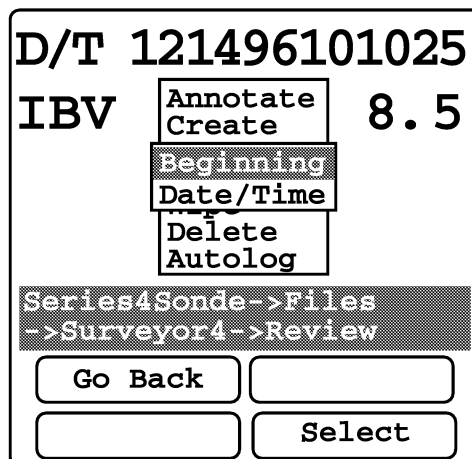 D/T 121496101025
IBV 8.5
Annotate
Create
Beginning
Date/Time
Delete
Autolog
Series4Sonde->Files
->Surveyor4->Review
Go Back
Select